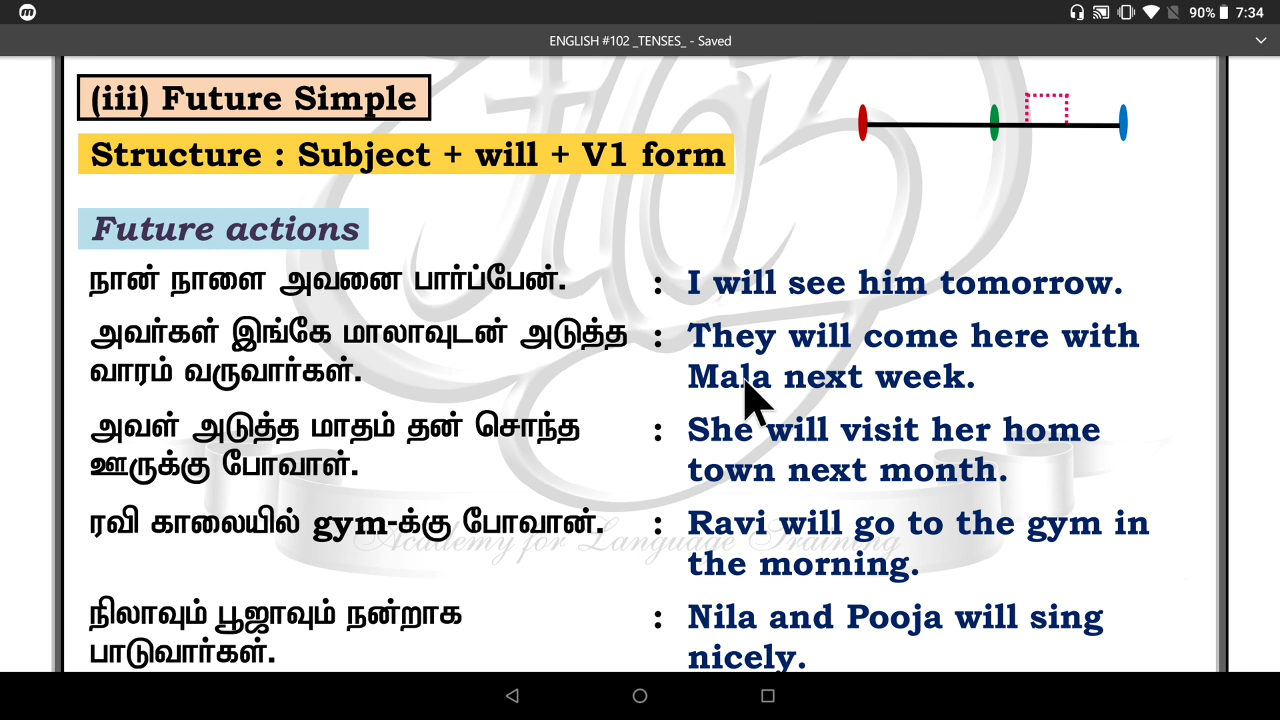 90% 7:34
ENGLISH #102 _TENSES_ - Saved
(iii) Future Simple
Structure : Subject + will + V1 form
Future actions
நான் நாளை அவனை பார்ப்பேன். : I will see him tomorrow.
அவர்கள் இங்கே மாலாவுடன் அடுத்த : They will come here with
வாரம் வருவார்கள். Mala next week.
அவள் அடுத்த மாதம் தன் சொந்த : She will visit her home
ஊருக்கு போவாள். town next month.
ரவி காலையில் gym-க்கு போவான். : Ravi will go to the gym in
the morning.
Academy for Language Training
நிலாவும் பூஜாவும் நன்றாக : Nila and Pooja will sing
பாடுவார்கள். nicely.